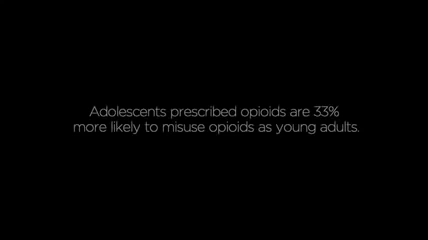 Adolescents prescribed opioids are 33%
more likely to misuse opioids as young adults.